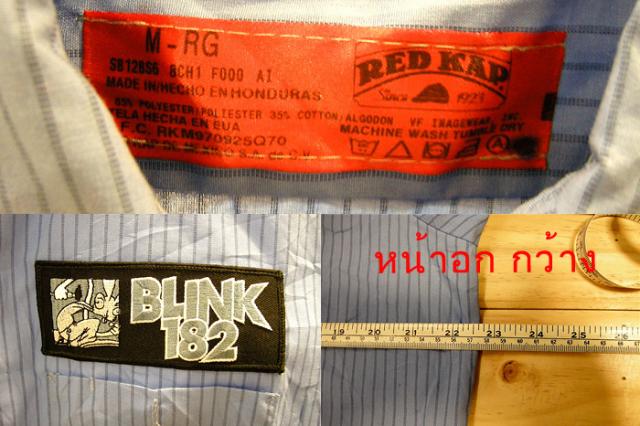 M-RG
SB12BS6 8CH1 F000 AI
MADE IN/HECHO EN HONDURAS
65% POLYESTER/POLIESTER 35% COTTON/ALGODON VF IMAGEWEAR, INC.
TELA HECHA EN EUA MACHINE WASH TUMBLE DRY
R.F.C. RKM970925Q70
RED KAP
Since 1923
BLINK
182
หน้าอก กว้าง
19 20 21 22 23 24 25 26